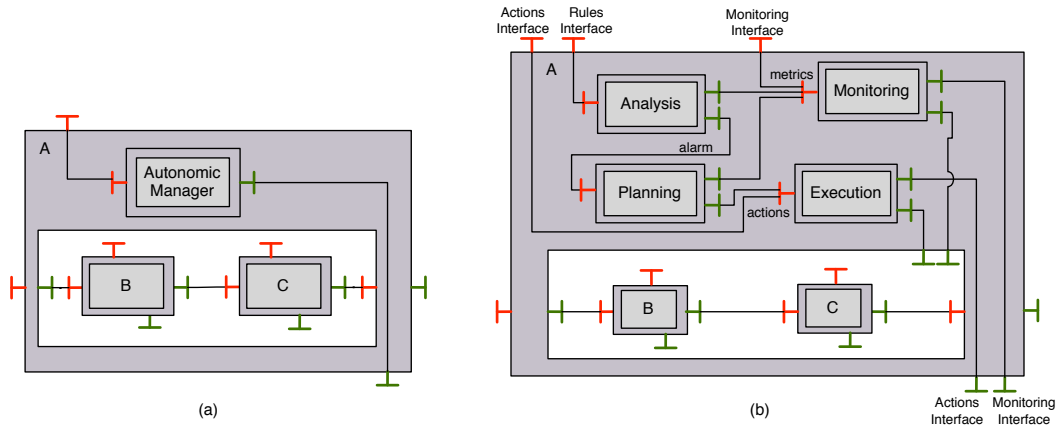 A
Autonomic
Manager
B
C
(a)
Actions
Interface
Rules
Interface
Monitoring
Interface
A
metrics
Analysis
Monitoring
alarm
Planning
Execution
actions
B
C
Actions
Interface
Monitoring
Interface
(b)